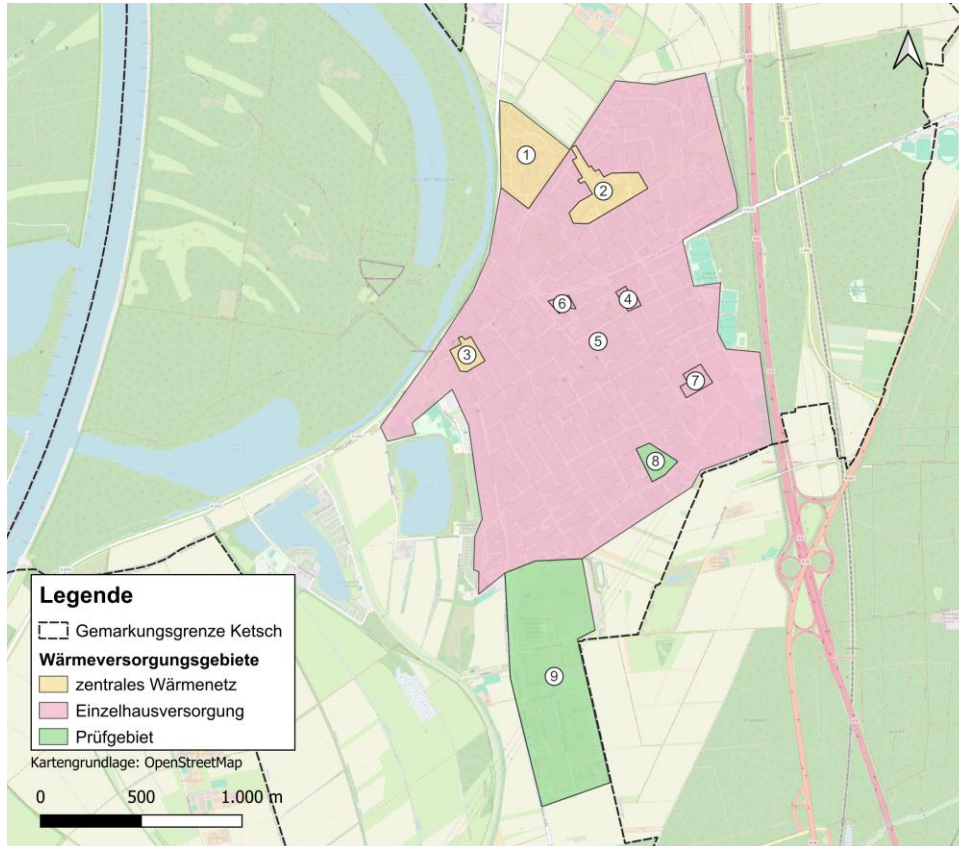 1
2
6
4
5
3
7
8
9
Legende
Gemarkungsgrenze Ketsch
Wärmeversorgungsgebiete
zentrales Wärmenetz
Einzelhausversorgung
Prüfgebiet
Kartengrundlage: OpenStreetMap
0 500 1.000 m